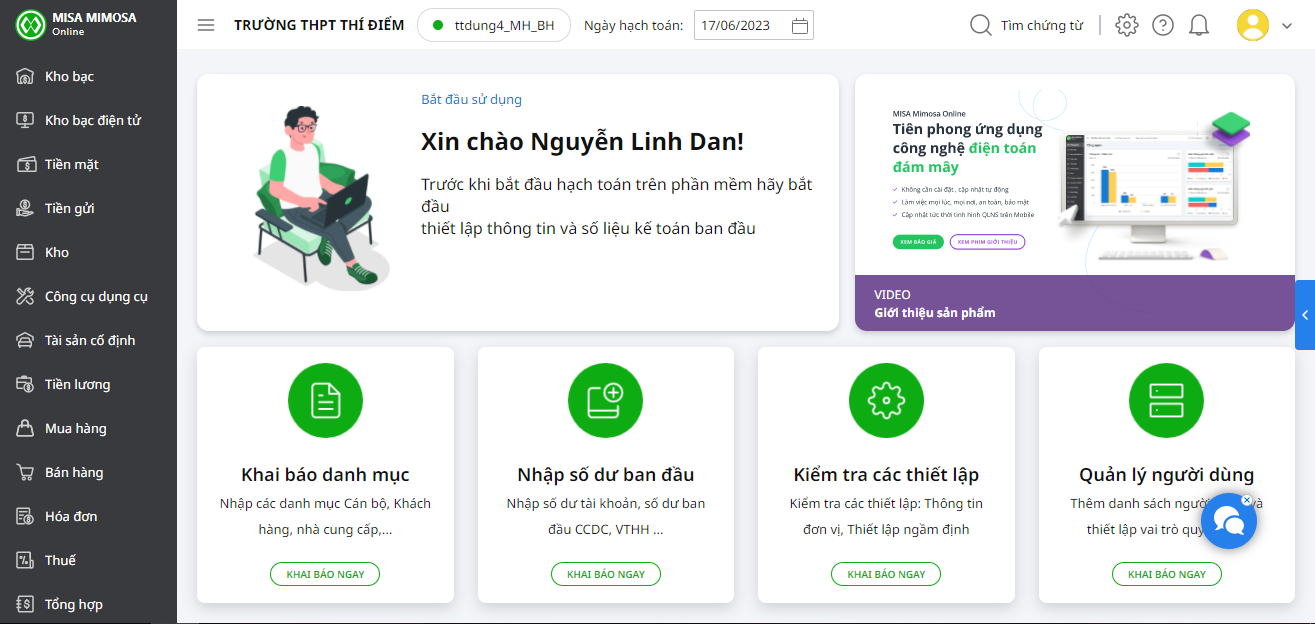 MISA MIMOSA
Online
Kho bạc
Kho bạc điện tử
Tiền mặt
Tiền gửi
Kho
Công cụ dụng cụ
Tài sản cố định
Tiền lương
Mua hàng
Bán hàng
Hóa đơn
Thuế
Tổng hợp
TRƯỜNG THPT THÍ ĐIỂM
ttdung4_MH_BH
Ngày hạch toán:
17/06/2023
Tìm chứng từ
Bắt đầu sử dụng
Xin chào Nguyễn Linh Dan!
Trước khi bắt đầu hạch toán trên phần mềm hãy bắt
đầu
thiết lập thông tin và số liệu kế toán ban đầu
MISA Mimosa Online
Tiên phong ứng dụng
công nghệ điện toán
đám mây
Không cần cài đặt, cập nhật tự động
Làm việc mọi lúc, mọi nơi, an toàn, bảo mật
Cập nhật tức thời tình hình QLNS trên Mobile
XEM BÁO GIÁ
XEM PHIM GIỚI THIỆU
VIDEO
Giới thiệu sản phẩm
Khai báo danh mục
Nhập các danh mục Cán bộ, Khách
hàng, nhà cung cấp,...
KHAI BÁO NGAY
Nhập số dư ban đầu
Nhập số dư tài khoản, số dư ban
đầu CCDC, VTHH ...
KHAI BÁO NGAY
Kiểm tra các thiết lập
Kiểm tra các thiết lập: Thông tin
đơn vị, Thiết lập ngầm định
KHAI BÁO NGAY
Quản lý người dùng
Thêm danh sách người và
thiết lập vai trò
KHAI BÁO NGAY